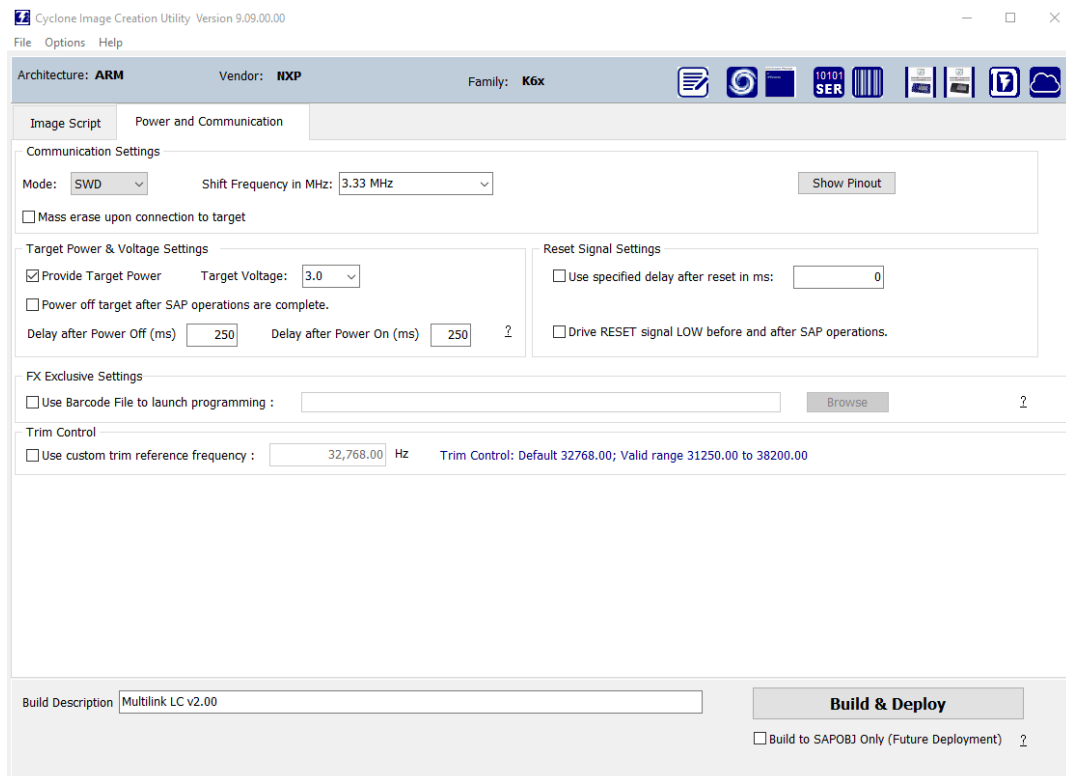 Cyclone Image Creation Utility Version 9.09.00.00
File Options Help
Architecture: ARM Vendor: NXP Family: K6x
10101
SER
Image Script Power and Communication
Communication Settings
Mode: SWD Shift Frequency in MHz: 3.33 MHz Show Pinout
Mass erase upon connection to target
Target Power & Voltage Settings Reset Signal Settings
Provide Target Power Target Voltage: 3.0 Use specified delay after reset in ms: 0
Power off target after SAP operations are complete.
Delay after Power Off (ms) 250 Delay after Power On (ms) 250 ? Drive RESET signal LOW before and after SAP operations.
FX Exclusive Settings
Use Barcode File to launch programming : Browse ?
Trim Control
Use custom trim reference frequency : 32,768.00 Hz Trim Control: Default 32768.00; Valid range 31250.00 to 38200.00
Build Description Multilink LC v2.00 Build & Deploy
Build to SAPOBJ Only (Future Deployment) ?